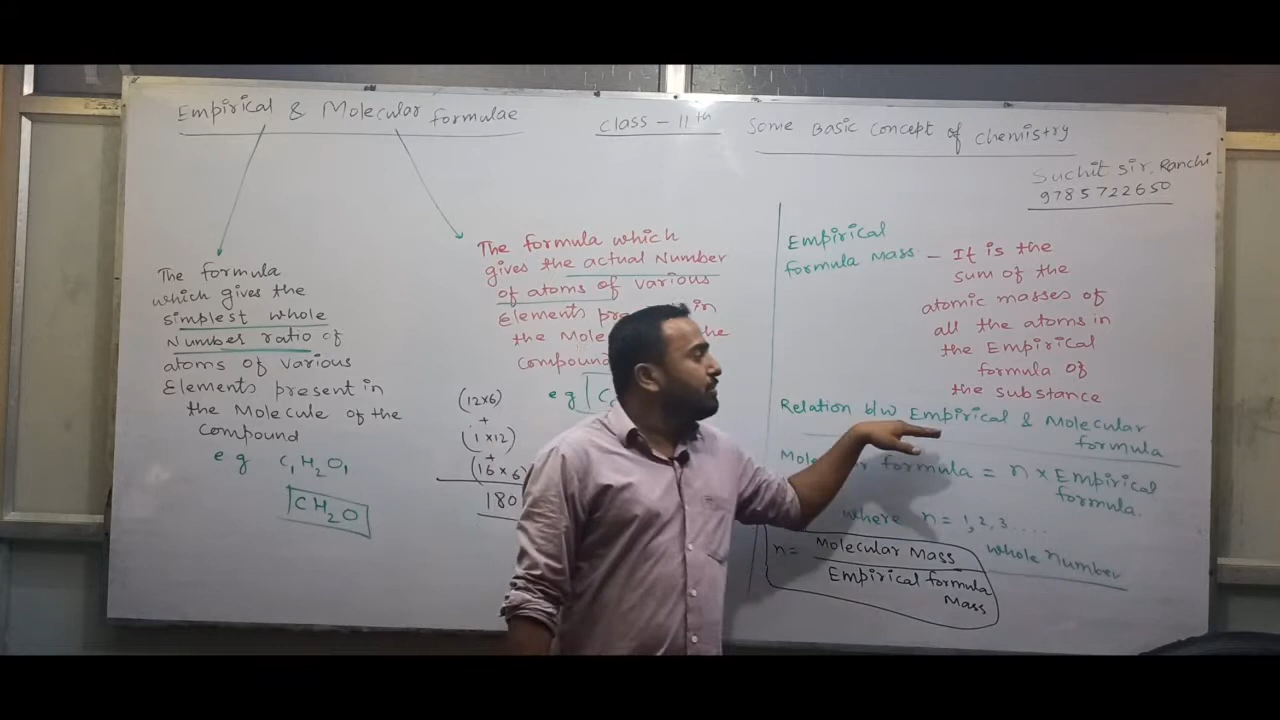 Empirical & Molecular formulae
class - 11th
Some Basic concept of chemistry
Suchit Sir, Ranchi
9785722650
The formula
which gives the
simplest whole
Number ratio of
atoms of various
Elements present in
the Molecule of the
compound
e g C1H2O1
CH2O
The formula which
gives the actual Number
of atoms of various
Elements in
the the
compound
e g
(12x6)
+
(1x12)
+
(16x6)
180
Empirical
formula Mass - It is the
sum of the
atomic masses of
all the atoms in
the Empirical
formula of
the substance
Relation b/w Empirical & Molecular
formula
formula = n x Empirical
formula.
where n = 1,2,3....
whole number
n = Molecular Mass
Empirical formula
Mass